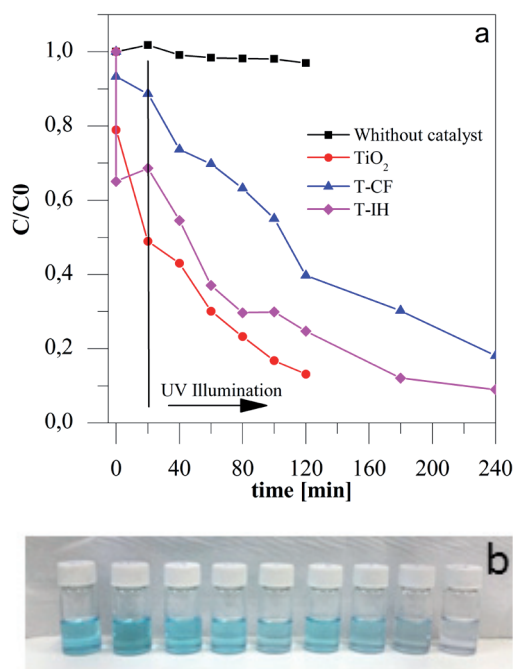 a
1,0
0,8
0,6
0,4
0,2
0,0
C/C0
Whithout catalyst
TiO₂
T-CF
T-IH
UV Illumination
0 40 80 120 160 200 240
time [min]
b